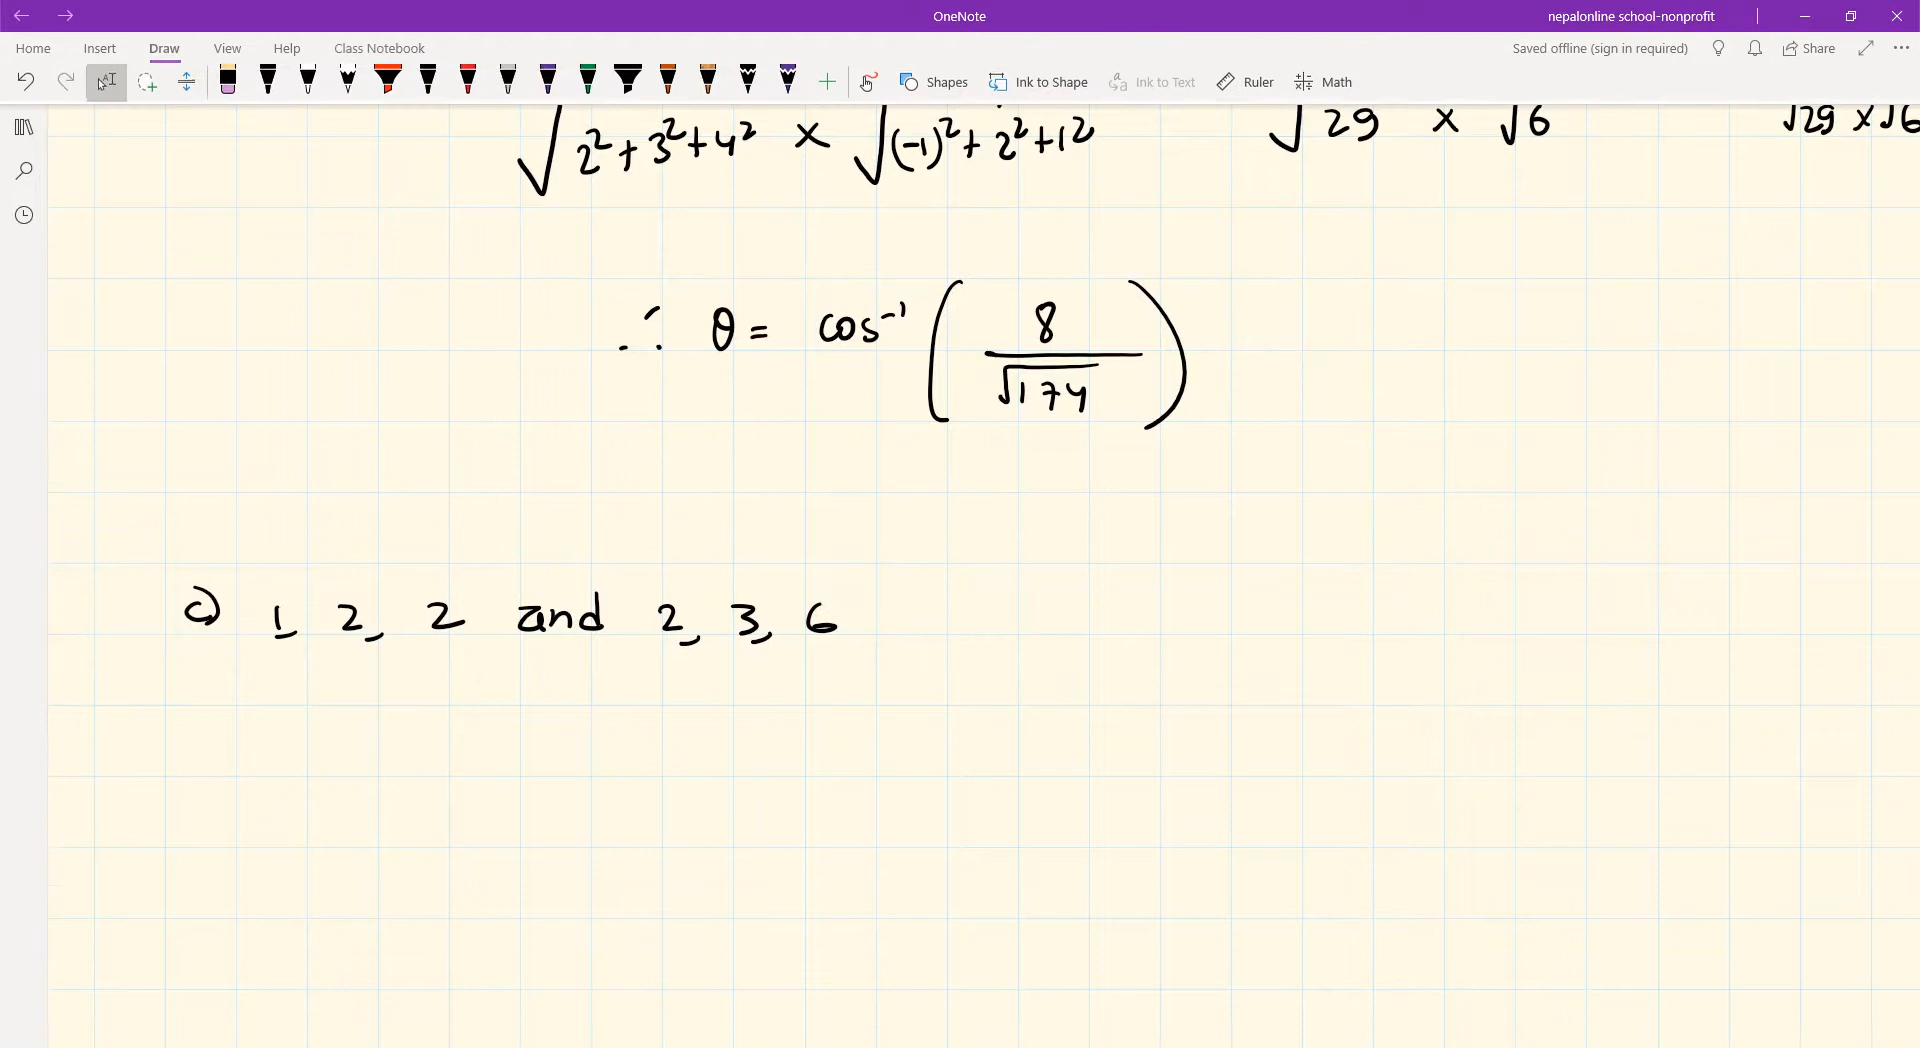 OneNote
nepalonline school-nonprofit
Home Insert Draw View Help Class Notebook
Saved offline (sign in required) Share
Shapes Ink to Shape Ink to Text Ruler Math
√2²+3²+4² × √(-1)²+2²+1² √29 × √6 √29 × √6
∴ θ = cos⁻¹ (8/√174)
c) 1, 2, 2 and 2, 3, 6